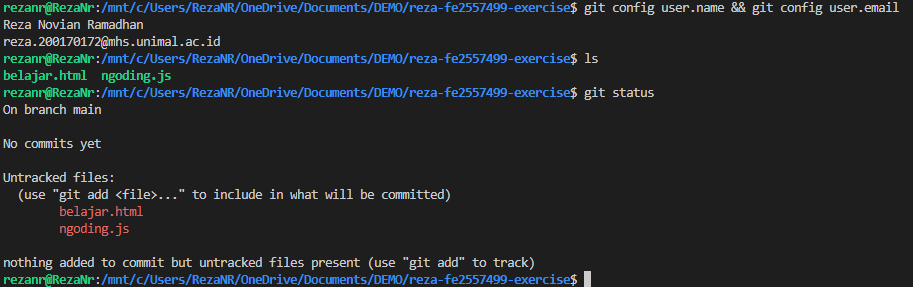 rezanr@RezaNr:/mnt/c/Users/RezaNR/OneDrive/Documents/DEMO/reza-fe2557499-exercise$ git config user.name && git config user.email
Reza Novian Ramadhan
reza.200170172@mhs.unimal.ac.id
rezanr@RezaNr:/mnt/c/Users/RezaNR/OneDrive/Documents/DEMO/reza-fe2557499-exercise$ ls
belajar.html  ngoding.js
rezanr@RezaNr:/mnt/c/Users/RezaNR/OneDrive/Documents/DEMO/reza-fe2557499-exercise$ git status
On branch main
No commits yet
Untracked files:
  (use "git add <file>..." to include in what will be committed)
        belajar.html
        ngoding.js
nothing added to commit but untracked files present (use "git add" to track)
rezanr@RezaNr:/mnt/c/Users/RezaNR/OneDrive/Documents/DEMO/reza-fe2557499-exercise$